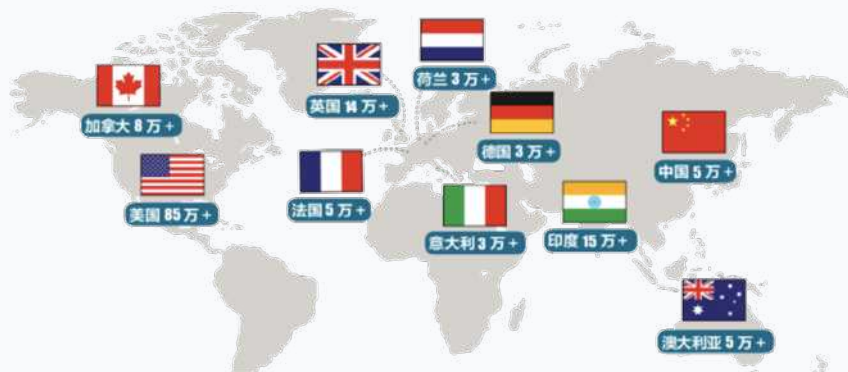 荷兰 3 万+
英国 14 万+
加拿大 8 万+
德国 3 万+
中国 5 万+
美国 85 万+
法国 5 万+
意大利 3 万+
印度 15 万+
澳大利亚 5 万+